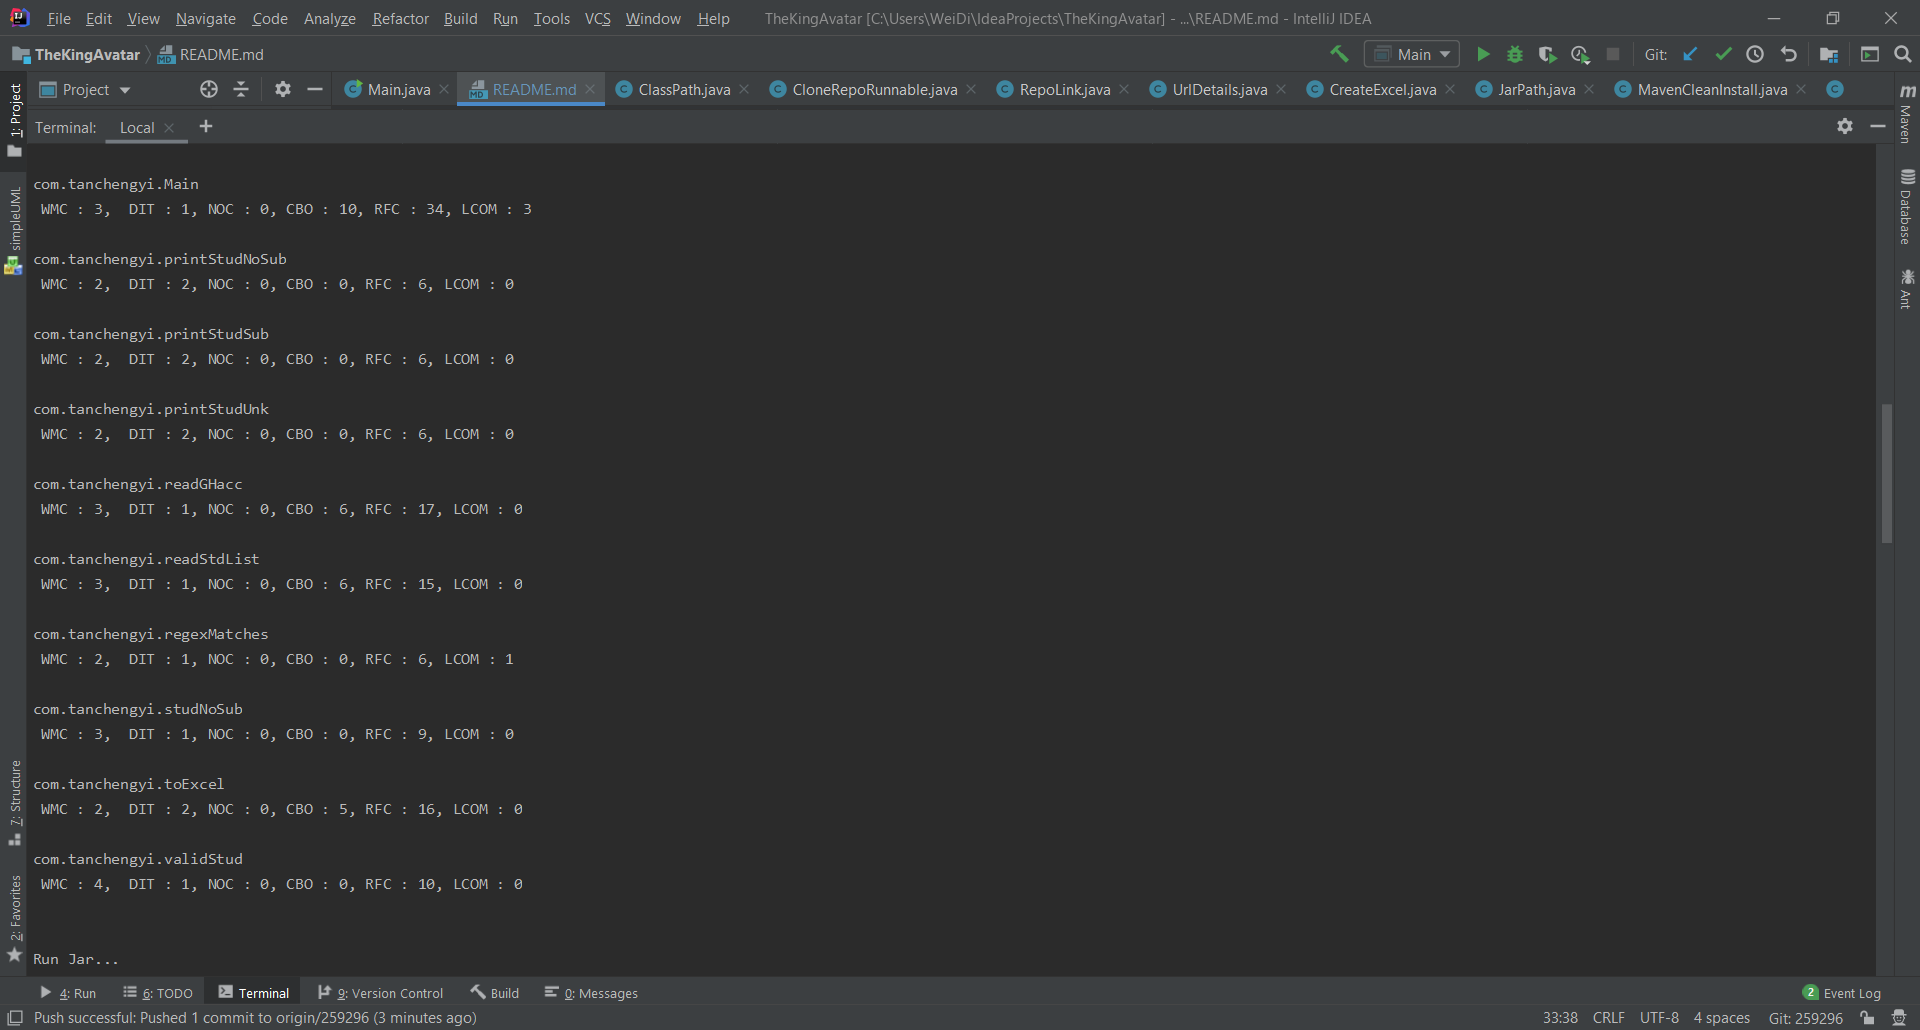 File Edit View Navigate Code Analyze Refactor Build Run Tools VCS Window Help TheKingAvatar [C:\Users\WeiDi\IdeaProjects\TheKingAvatar] - ...\README.md - IntelliJ IDEA
TheKingAvatar README.md Main Git:
Project Main.java README.md ClassPath.java CloneRepoRunnable.java RepoLink.java UrlDetails.java CreateExcel.java JarPath.java MavenCleanInstall.java
Terminal: Local +
1: Project
simpleUML
7: Structure
2: Favorites
Maven
Database
Ant
com.tanchengyi.Main
WMC : 3, DIT : 1, NOC : 0, CBO : 10, RFC : 34, LCOM : 3
com.tanchengyi.printStudNoSub
WMC : 2, DIT : 2, NOC : 0, CBO : 0, RFC : 6, LCOM : 0
com.tanchengyi.printStudSub
WMC : 2, DIT : 2, NOC : 0, CBO : 0, RFC : 6, LCOM : 0
com.tanchengyi.printStudUnk
WMC : 2, DIT : 2, NOC : 0, CBO : 0, RFC : 6, LCOM : 0
com.tanchengyi.readGHacc
WMC : 3, DIT : 1, NOC : 0, CBO : 6, RFC : 17, LCOM : 0
com.tanchengyi.readStdList
WMC : 3, DIT : 1, NOC : 0, CBO : 6, RFC : 15, LCOM : 0
com.tanchengyi.regexMatches
WMC : 2, DIT : 1, NOC : 0, CBO : 0, RFC : 6, LCOM : 1
com.tanchengyi.studNoSub
WMC : 3, DIT : 1, NOC : 0, CBO : 0, RFC : 9, LCOM : 0
com.tanchengyi.toExcel
WMC : 2, DIT : 2, NOC : 0, CBO : 5, RFC : 16, LCOM : 0
com.tanchengyi.validStud
WMC : 4, DIT : 1, NOC : 0, CBO : 0, RFC : 10, LCOM : 0
Run Jar...
4: Run 6: TODO Terminal 9: Version Control Build 0: Messages 2 Event Log
Push successful: Pushed 1 commit to origin/259296 (3 minutes ago) 33:38 CRLF UTF-8 4 spaces Git: 259296